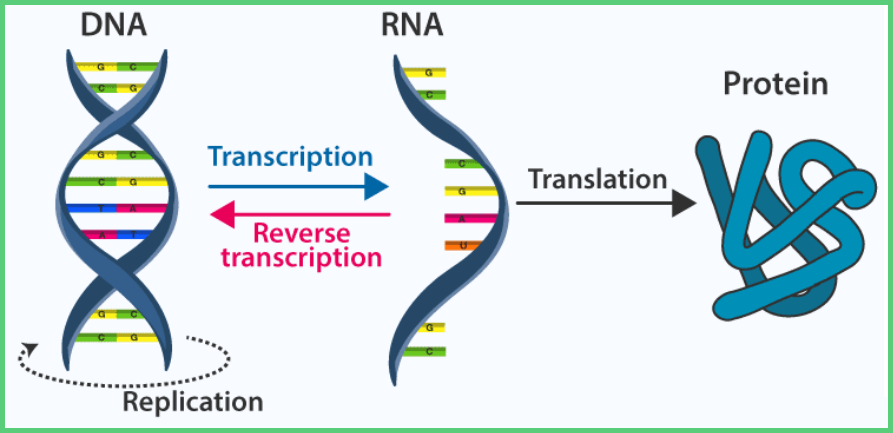 DNA
RNA
Protein
G C
C G
G C
C G
T A
A T
G C
C G
Transcription
Reverse
transcription
G
C
C
G
A
U
G
C
Translation
Replication